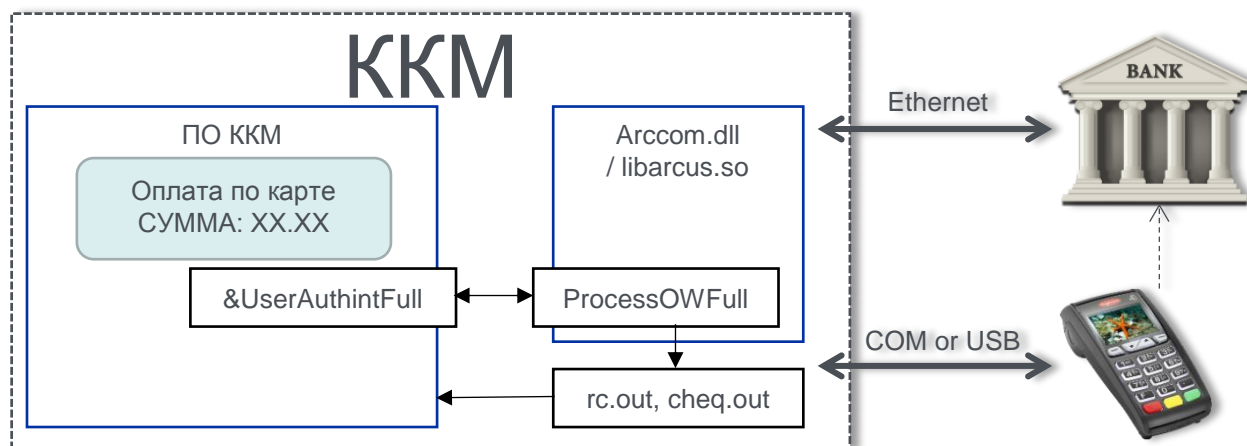 ККМ
ПО ККМ
Оплата по карте
СУММА: XX.XX
&UserAuthintFull
Arccom.dll
/ libarcus.so
ProcessOWFull
rc.out, cheq.out
Ethernet
BANK
COM or USB